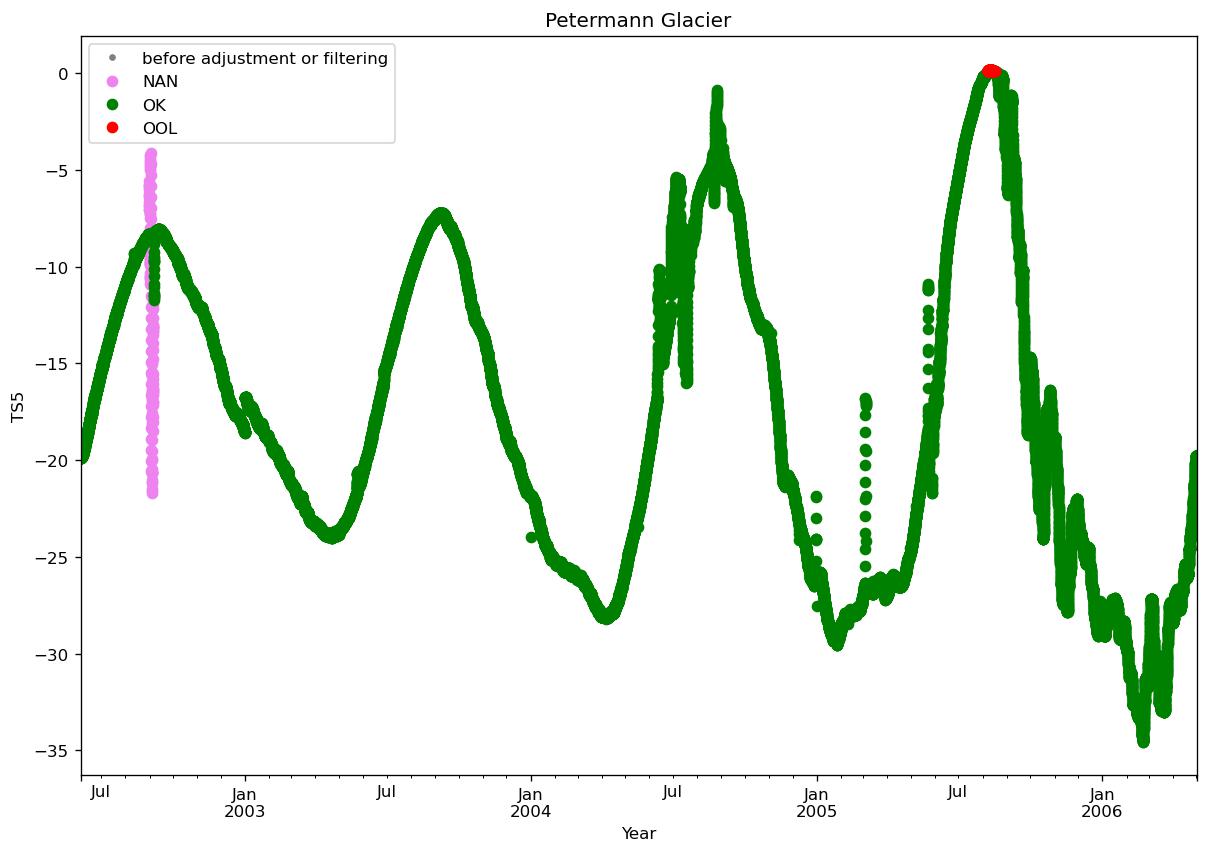 Petermann Glacier
before adjustment or filtering
NAN
OK
OOL
0
−5
−10
−15
−20
−25
−30
−35
TS5
Jul Jan Jul Jan Jul Jan Jul Jan
2003 2004 2005 2006
Year